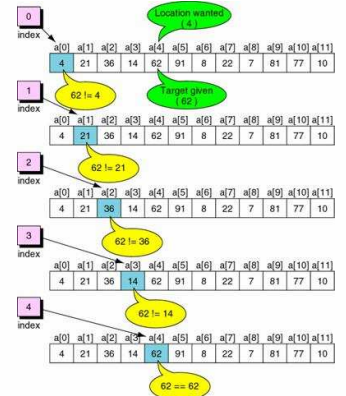 Location wanted
( 4 )
0
index
a[0] a[1] a[2] a[3] a[4] a[5] a[6] a[7] a[8] a[9] a[10] a[11]
4 21 36 14 62 91 8 22 7 81 77 10
62 != 4
Target given
( 62 )
1
index
a[0] a[1] a[2] a[3] a[4] a[5] a[6] a[7] a[8] a[9] a[10] a[11]
4 21 36 14 62 91 8 22 7 81 77 10
62 != 21
2
index
a[0] a[1] a[2] a[3] a[4] a[5] a[6] a[7] a[8] a[9] a[10] a[11]
4 21 36 14 62 91 8 22 7 81 77 10
62 != 36
3
index
a[0] a[1] a[2] a[3] a[4] a[5] a[6] a[7] a[8] a[9] a[10] a[11]
4 21 36 14 62 91 8 22 7 81 77 10
62 != 14
4
index
a[0] a[1] a[2] a[3] a[4] a[5] a[6] a[7] a[8] a[9] a[10] a[11]
4 21 36 14 62 91 8 22 7 81 77 10
62 == 62